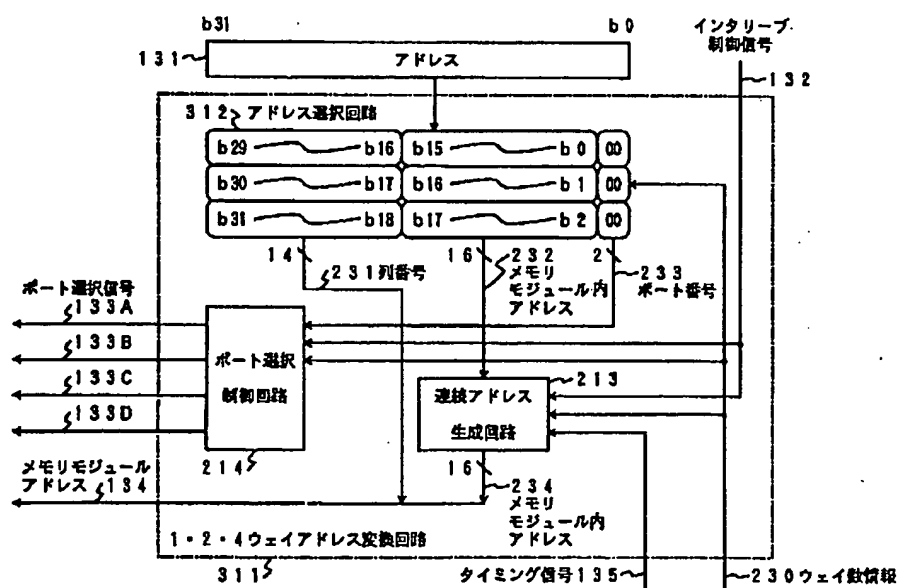 b31
b0
インタリーブ
制御信号
131
アドレス
132
312 アドレス選択回路
b29 b16 b15 b0 00
b30 b17 b16 b1 00
b31 b18 b17 b2 00
14
16
232
2
231列番号
メモリ
モジュール内
アドレス
233
ポート番号
ポート選択信号
133A
133B
133C
133D
ポート選択
制御回路
214
213
連続アドレス
生成回路
16
234
メモリ
モジュール内
アドレス
メモリモジュール
アドレス 134
1・2・4ウェイアドレス変換回路
311
タイミング信号135
230ウェイ数情報